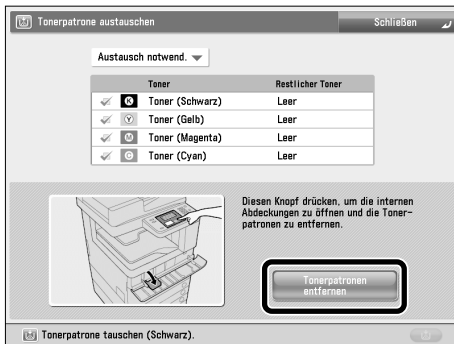 Tonerpatrone austauschen
Schließen
Austausch notwend.
Toner Restlicher Toner
K Toner (Schwarz) Leer
Y Toner (Gelb) Leer
M Toner (Magenta) Leer
C Toner (Cyan) Leer
Diesen Knopf drücken, um die internen
Abdeckungen zu öffnen und die Toner-
patronen zu entfernen.
Tonerpatronen
entfernen
Tonerpatrone tauschen (Schwarz).